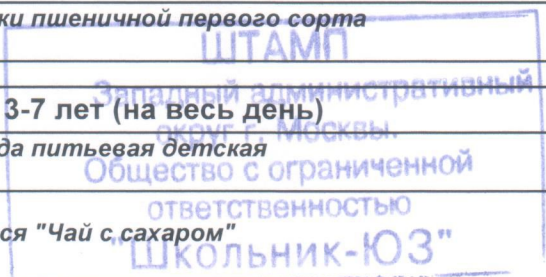 ки пшеничной первого сорта
ШТАМП
Западный административный
3-7 лет (на весь день)
округ г. Москвы.
да питьевая детская
Общество с ограниченной
ответственностью
ся "Чай с сахаром"
"Школьник-ЮЗ"